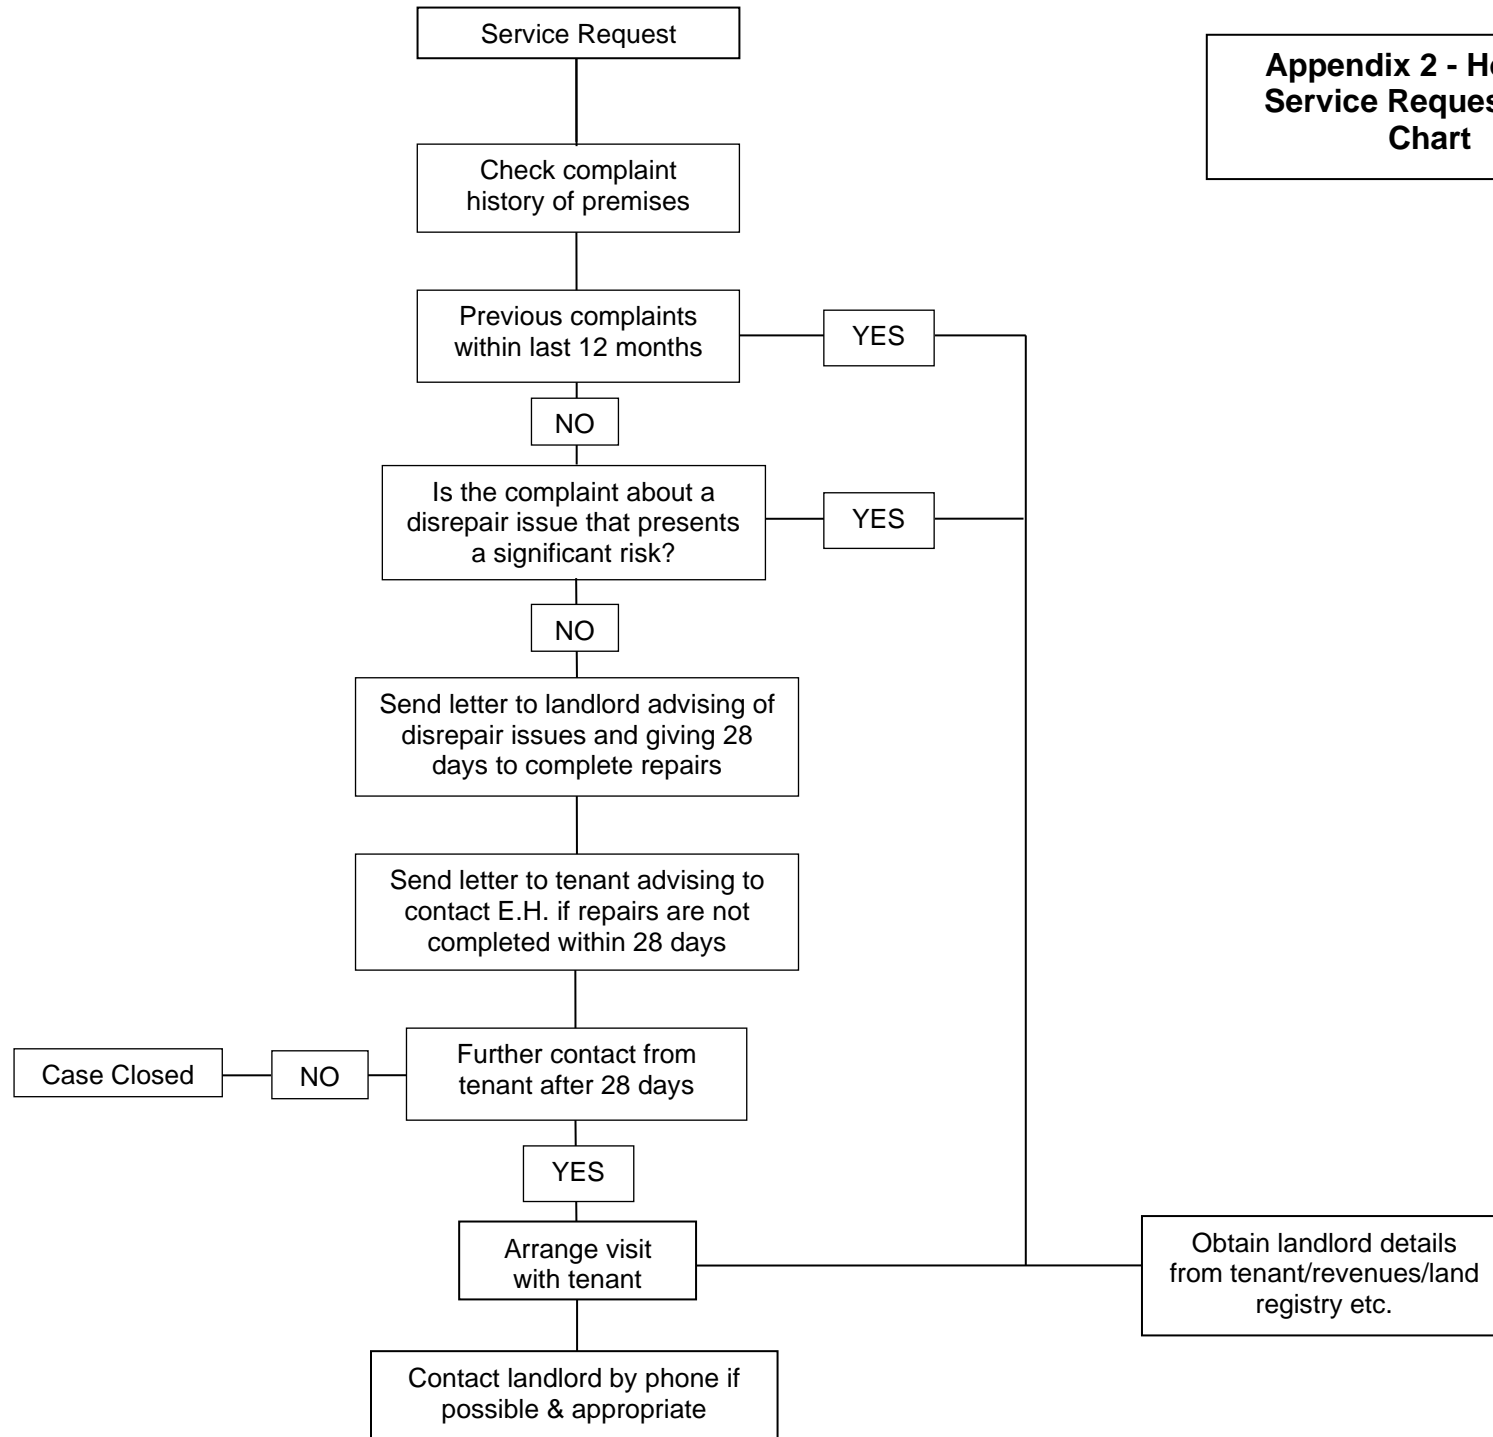 Service Request
Appendix 2 - H
Service Reques
Chart
Check complaint
history of premises
Previous complaints
within last 12 months
YES
NO
Is the complaint about a
disrepair issue that presents
a significant risk?
YES
NO
Send letter to landlord advising of
disrepair issues and giving 28
days to complete repairs
Send letter to tenant advising to
contact E.H. if repairs are not
completed within 28 days
Further contact from
tenant after 28 days
NO
Case Closed
YES
Arrange visit
with tenant
Obtain landlord details
from tenant/revenues/land
registry etc.
Contact landlord by phone if
possible & appropriate